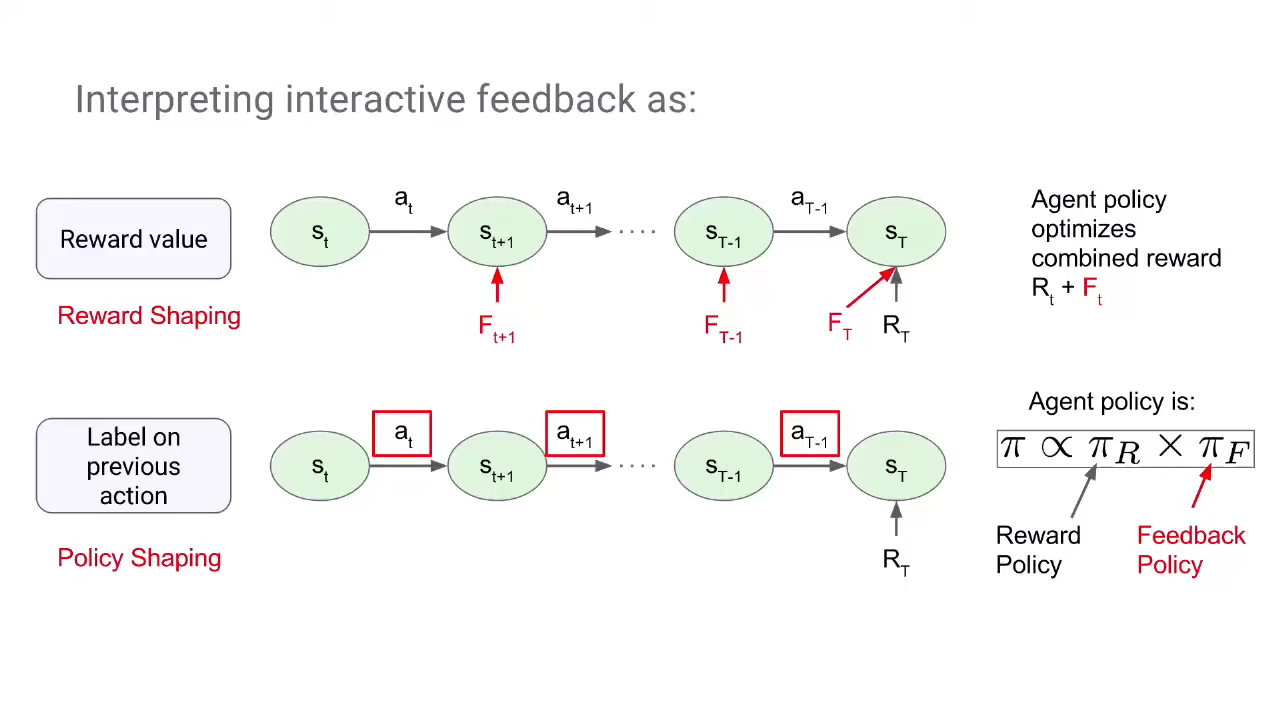 Interpreting interactive feedback as:
Reward value
Reward Shaping
s_t
a_t
s_t+1
a_t+1
s_T-1
a_T-1
s_T
F_t+1
F_T-1
F_T
R_T
Agent policy
optimizes
combined reward
R_t + F_t
Label on
previous
action
Policy Shaping
s_t
a_t
s_t+1
a_t+1
s_T-1
a_T-1
s_T
R_T
Agent policy is:
π ∝ π_R × π_F
Reward
Policy
Feedback
Policy